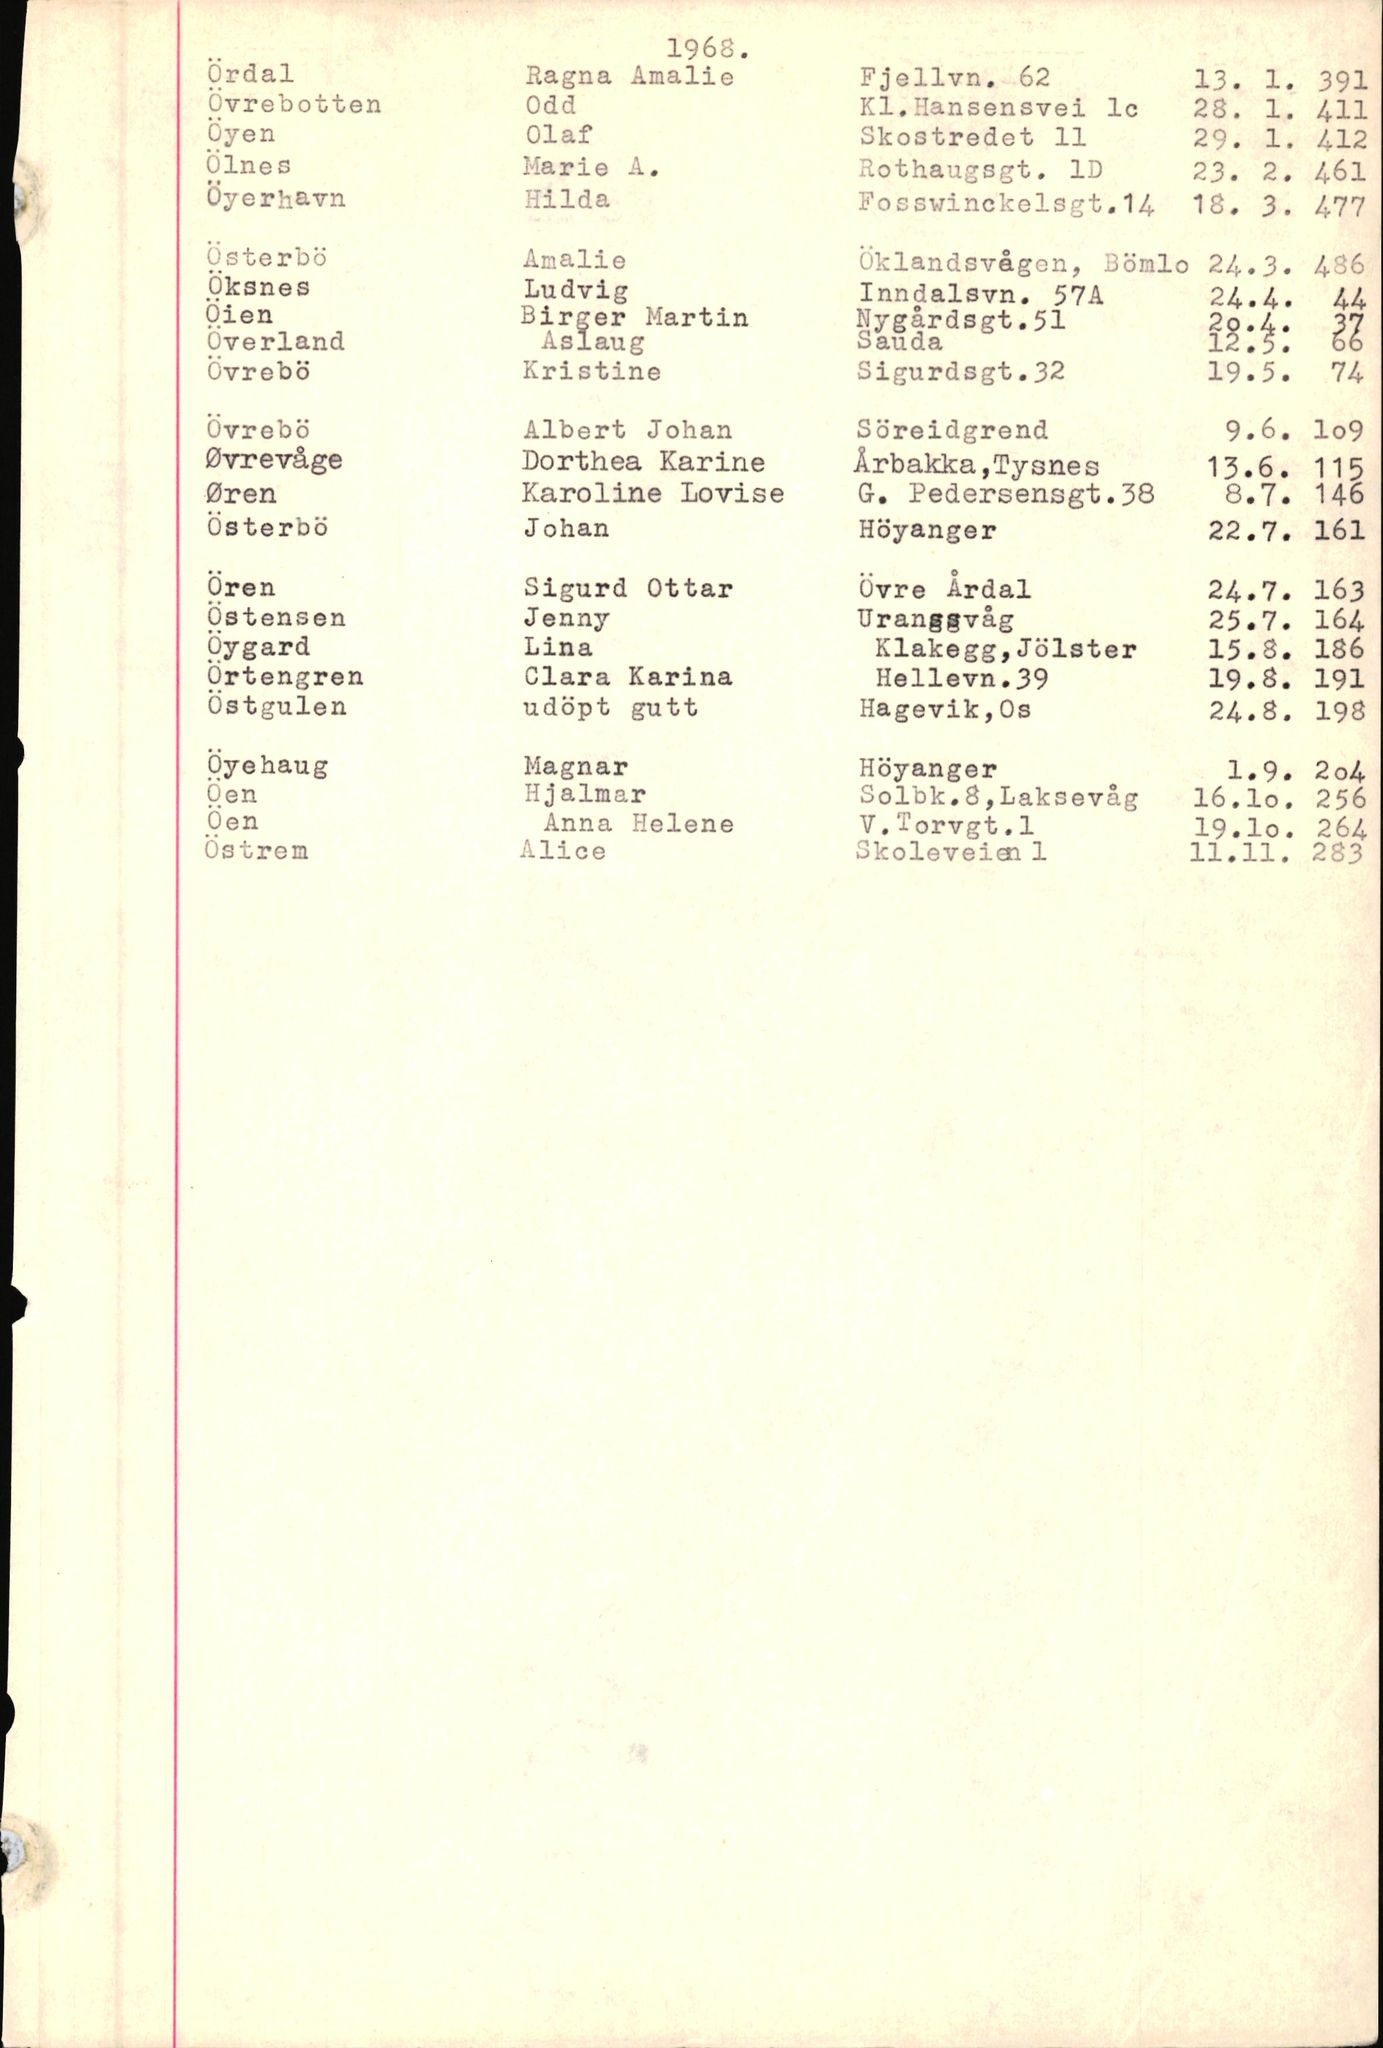 1968.
Ördal Ragna Amalie Fjellvn. 62 13. 1. 391
Övrebotten Odd Kl.Hansensvei 1c 28. 1. 411
Öyen Olaf Skostredet 11 29. 1. 412
Ölnes Marie A. Rothaugsgt. 1D 23. 2. 461
Öyerhavn Hilda Fosswinckelsgt.14 18. 3. 477
Österbö Amalie Öklandsvågen, Bömlo 24.3. 486
Öksnes Ludvig Inndalsvn. 57A 24.4. 44
Öien Birger Martin Nygårdsgt.51 2o.4. 37
Överland Aslaug Sauda 12.5. 66
Övrebö Kristine Sigurdsgt.32 19.5. 74
Övrebö Albert Johan Söreidgrend 9.6. 1o9
Øvrevåge Dorthea Karine Årbakka,Tysnes 13.6. 115
Øren Karoline Lovise G. Pedersensgt.38 8.7. 146
Österbö Johan Höyanger 22.7. 161
Ören Sigurd Ottar Övre Årdal 24.7. 163
Östensen Jenny Urangsvåg 25.7. 164
Öygard Lina Klakegg,Jölster 15.8. 186
Örtengren Clara Karina Hellevn.39 19.8. 191
Östgulen udöpt gutt Hagevik,Os 24.8. 198
Öyehaug Magnar Höyanger 1.9. 2o4
Öen Hjalmar Solbk.8,Laksevåg 16.1o. 256
Öen Anna Helene V.Torvgt.1 19.1o. 264
Östrem Alice Skoleveien 1 11.11. 283